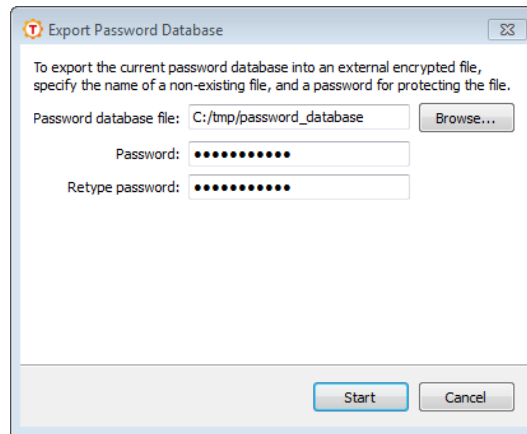 Export Password Database
To export the current password database into an external encrypted file,
specify the name of a non-existing file, and a password for protecting the file.
Password database file: C:/tmp/password_database Browse...
Password: ●●●●●●●●●●●
Retype password: ●●●●●●●●●●●
Start Cancel